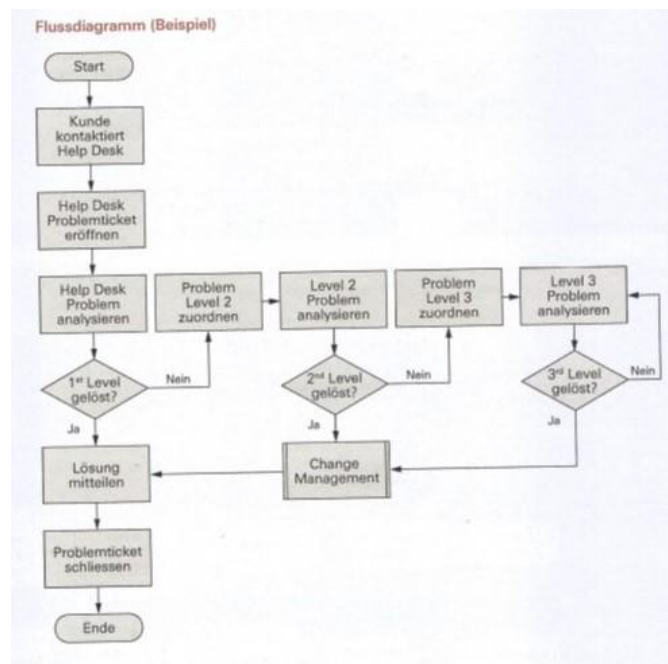 Flussdiagramm (Beispiel)
Start
Kunde
kontaktiert
Help Desk
Help Desk
Problemticket
eröffnen
Help Desk
Problem
analysieren
Problem
Level 2
zuordnen
Level 2
Problem
analysieren
Problem
Level 3
zuordnen
Level 3
Problem
analysieren
1st Level
gelöst?
Nein
2nd Level
gelöst?
Nein
3rd Level
gelöst?
Nein
Ja
Ja
Ja
Lösung
mitteilen
Change
Management
Problemticket
schliessen
Ende